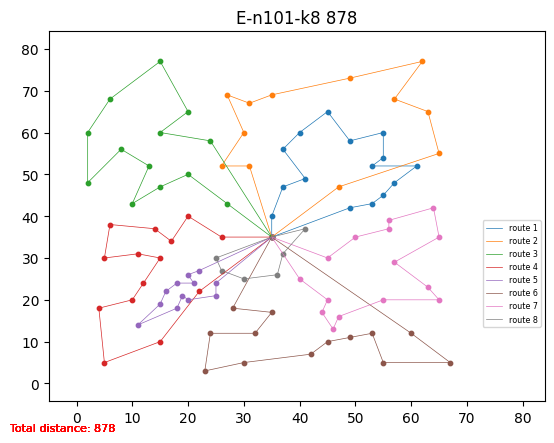 E-n101-k8 878
80
70
60
50
40
30
20
10
0
route 1
route 2
route 3
route 4
route 5
route 6
route 7
route 8
0 10 20 30 40 50 60 70 80
Total distance: 878